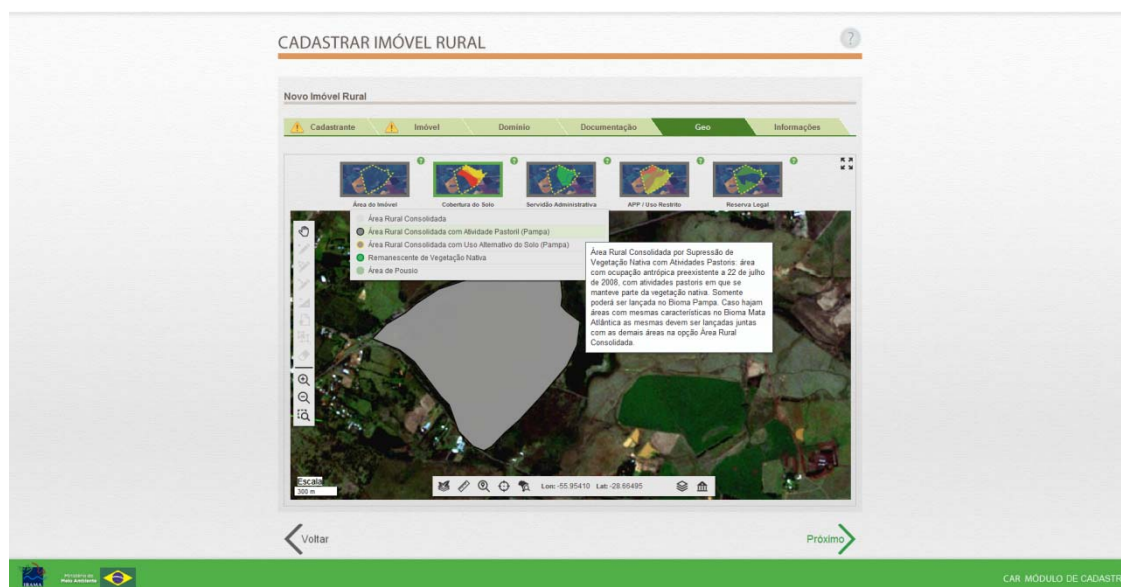 CADASTRAR IMÓVEL RURAL
?
Novo Imóvel Rural
Cadastrante
Imóvel
Domínio
Documentação
Geo
Informações
Área do Imóvel
Cobertura do Solo
Servidão Administrativa
APP / Uso Restrito
Reserva Legal
Área Rural Consolidada
Área Rural Consolidada com Atividade Pastoril (Pampa)
Área Rural Consolidada com Uso Alternativo do Solo (Pampa)
Remanescente de Vegetação Nativa
Área de Pousio
Área Rural Consolidada por Supressão de
Vegetação Nativa com Atividades Pastoris: área
com ocupação antrópica preexistente a 22 de julho
de 2008, com atividades pastoris em que se
manteve parte da vegetação nativa. Somente
poderá ser lançada no Bioma Pampa. Caso hajam
áreas com mesmas características no Bioma Mata
Atlântica as mesmas devem ser lançadas juntas
com as demais áreas na opção Área Rural
Consolidada.
Escala
300 m
Lon: -55.95410 Lat: -28.66495
Voltar
Próximo
IBAMA
Ministério do
Meio Ambiente
CAR MÓDULO DE CADASTR